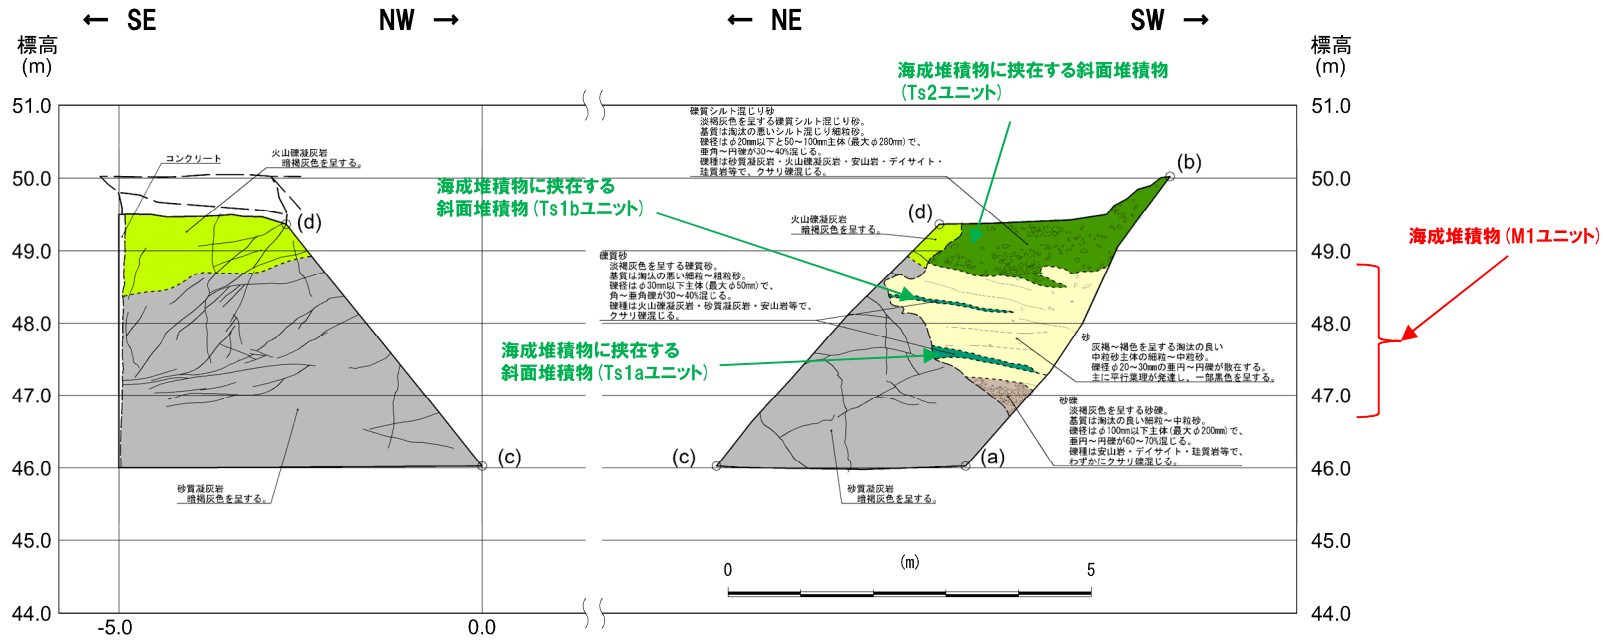 ← SE
NW →
← NE
SW →
標高
(m)
標高
(m)
51.0
50.0
49.0
48.0
47.0
46.0
45.0
44.0
51.0
50.0
49.0
48.0
47.0
46.0
45.0
44.0
-5.0
0.0
コンクリート
火山礫凝灰岩
暗褐灰色を呈する。
(d)
(c)
砂質凝灰岩
暗褐灰色を呈する。
海成堆積物に挟在する斜面堆積物
(Ts2ユニット)
礫質シルト混じり砂
淡褐灰色を呈する礫質シルト混じり砂。
基質は淘汰の悪いシルト混じり細粒砂。
礫径はφ20mm以下と50～100mm主体(最大φ280mm)で、
亜角～円礫が30～40%混じる。
礫種は砂質凝灰岩・火山礫凝灰岩・安山岩・デイサイト・
珪質岩等で、クサリ礫混じる。
海成堆積物に挟在する
斜面堆積物(Ts1bユニット)
(b)
(d)
火山礫凝灰岩
暗褐灰色を呈する。
礫質砂
淡褐灰色を呈する礫質砂。
基質は淘汰の悪い細粒～粗粒砂。
礫径はφ30mm以下主体(最大φ50mm)で、
角～亜角礫が30～40%混じる。
礫種は火山礫凝灰岩・砂質凝灰岩・安山岩等で、
クサリ礫混じる。
海成堆積物に挟在する
斜面堆積物(Ts1aユニット)
海成堆積物(M1ユニット)
砂
灰褐～褐色を呈する淘汰の良い
中粒砂主体の細粒～中粒砂。
礫径φ20～30mmの亜円～円礫が散在する。
主に平行葉理が発達し、一部黒色を呈する。
砂礫
淡褐灰色を呈する砂礫。
基質は淘汰の良い細粒～中粒砂。
礫径はφ100mm以下主体(最大φ200mm)で、
亜円～円礫が60～70%混じる。
礫種は安山岩・デイサイト・珪質岩等で、
わずかにクサリ礫混じる。
(c)
(a)
砂質凝灰岩
暗褐灰色を呈する。
(m)
0
5